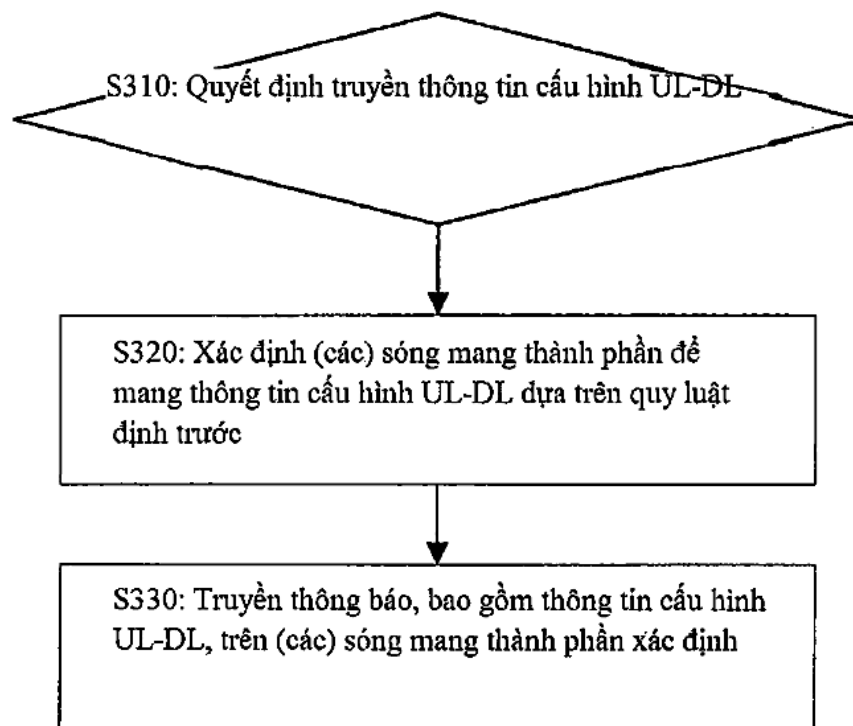 S310: Quyết định truyền thông tin cấu hình UL-DL
S320: Xác định (các) sóng mang thành phần để
mang thông tin cấu hình UL-DL dựa trên quy luật
định trước
S330: Truyền thông báo, bao gồm thông tin cấu hình
UL-DL, trên (các) sóng mang thành phần xác định